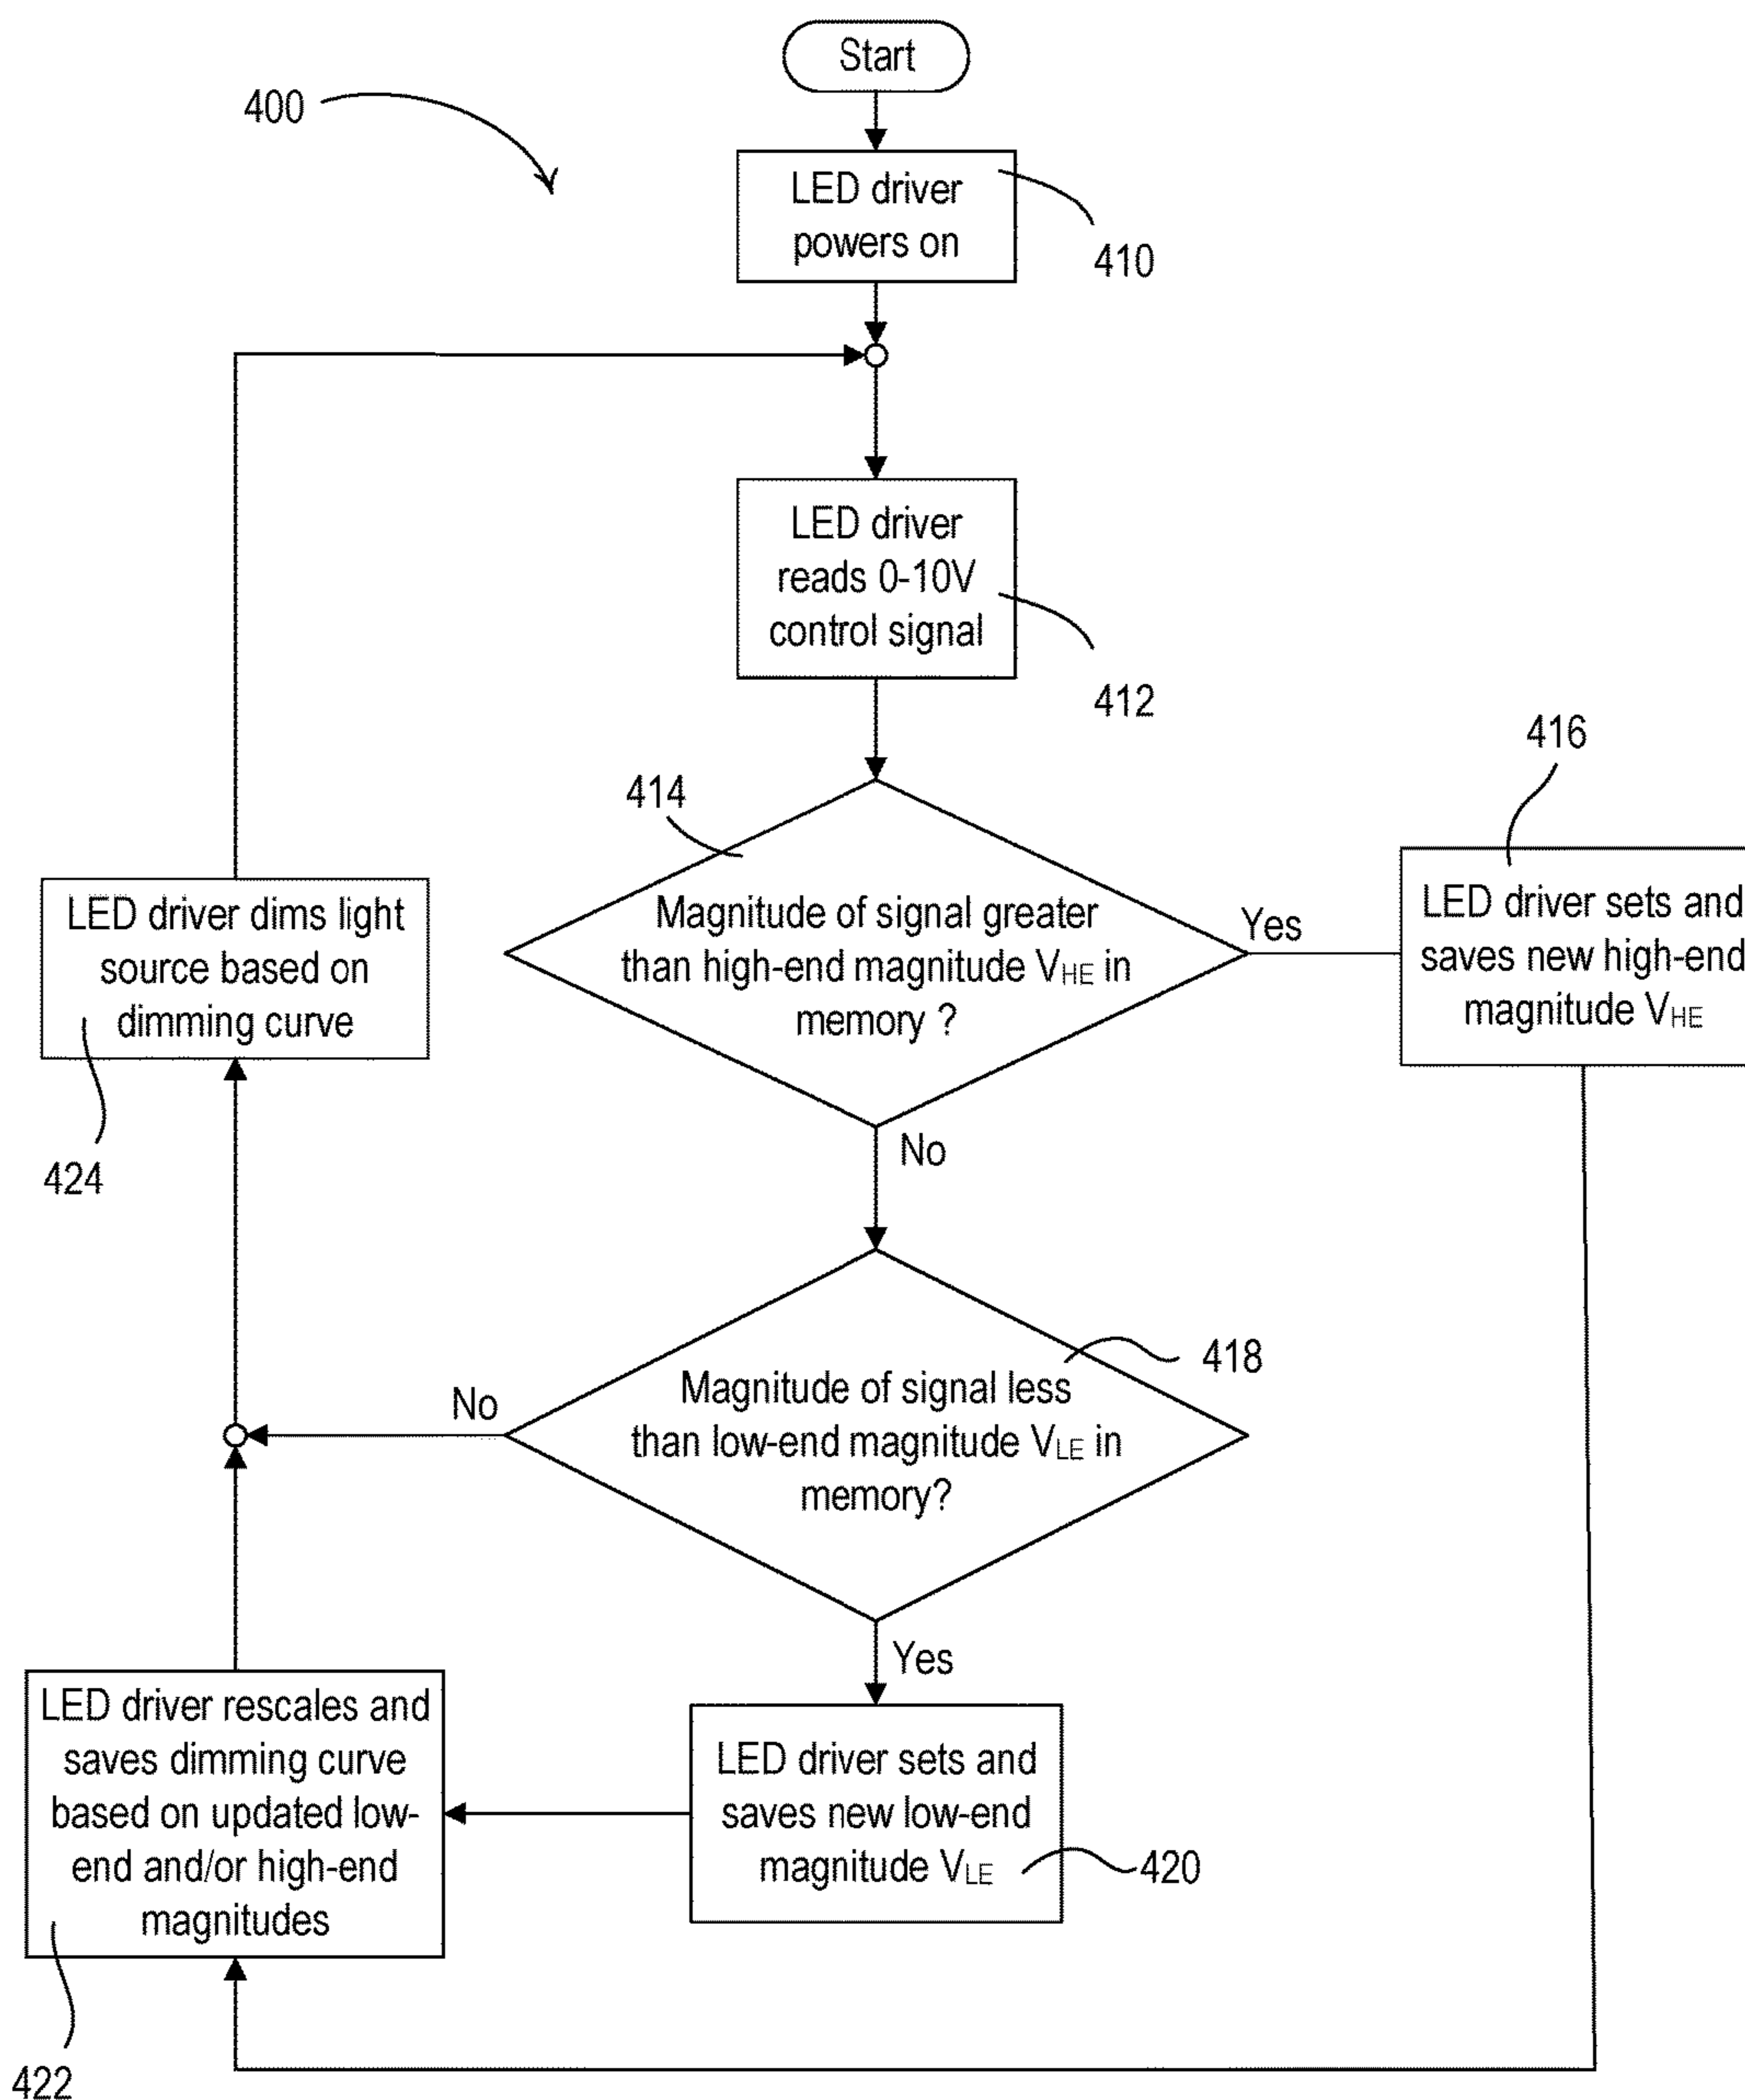 Start
400
LED driver
powers on
410
LED driver
reads 0-10V
control signal
412
414
Magnitude of signal greater
than high-end magnitude VHE in
memory ?
Yes
416
LED driver sets and
saves new high-end
magnitude VHE
LED driver dims light
source based on
dimming curve
424
No
418
Magnitude of signal less
than low-end magnitude VLE in
memory?
No
Yes
LED driver rescales and
saves dimming curve
based on updated low-
end and/or high-end
magnitudes
422
LED driver sets and
saves new low-end
magnitude VLE
420